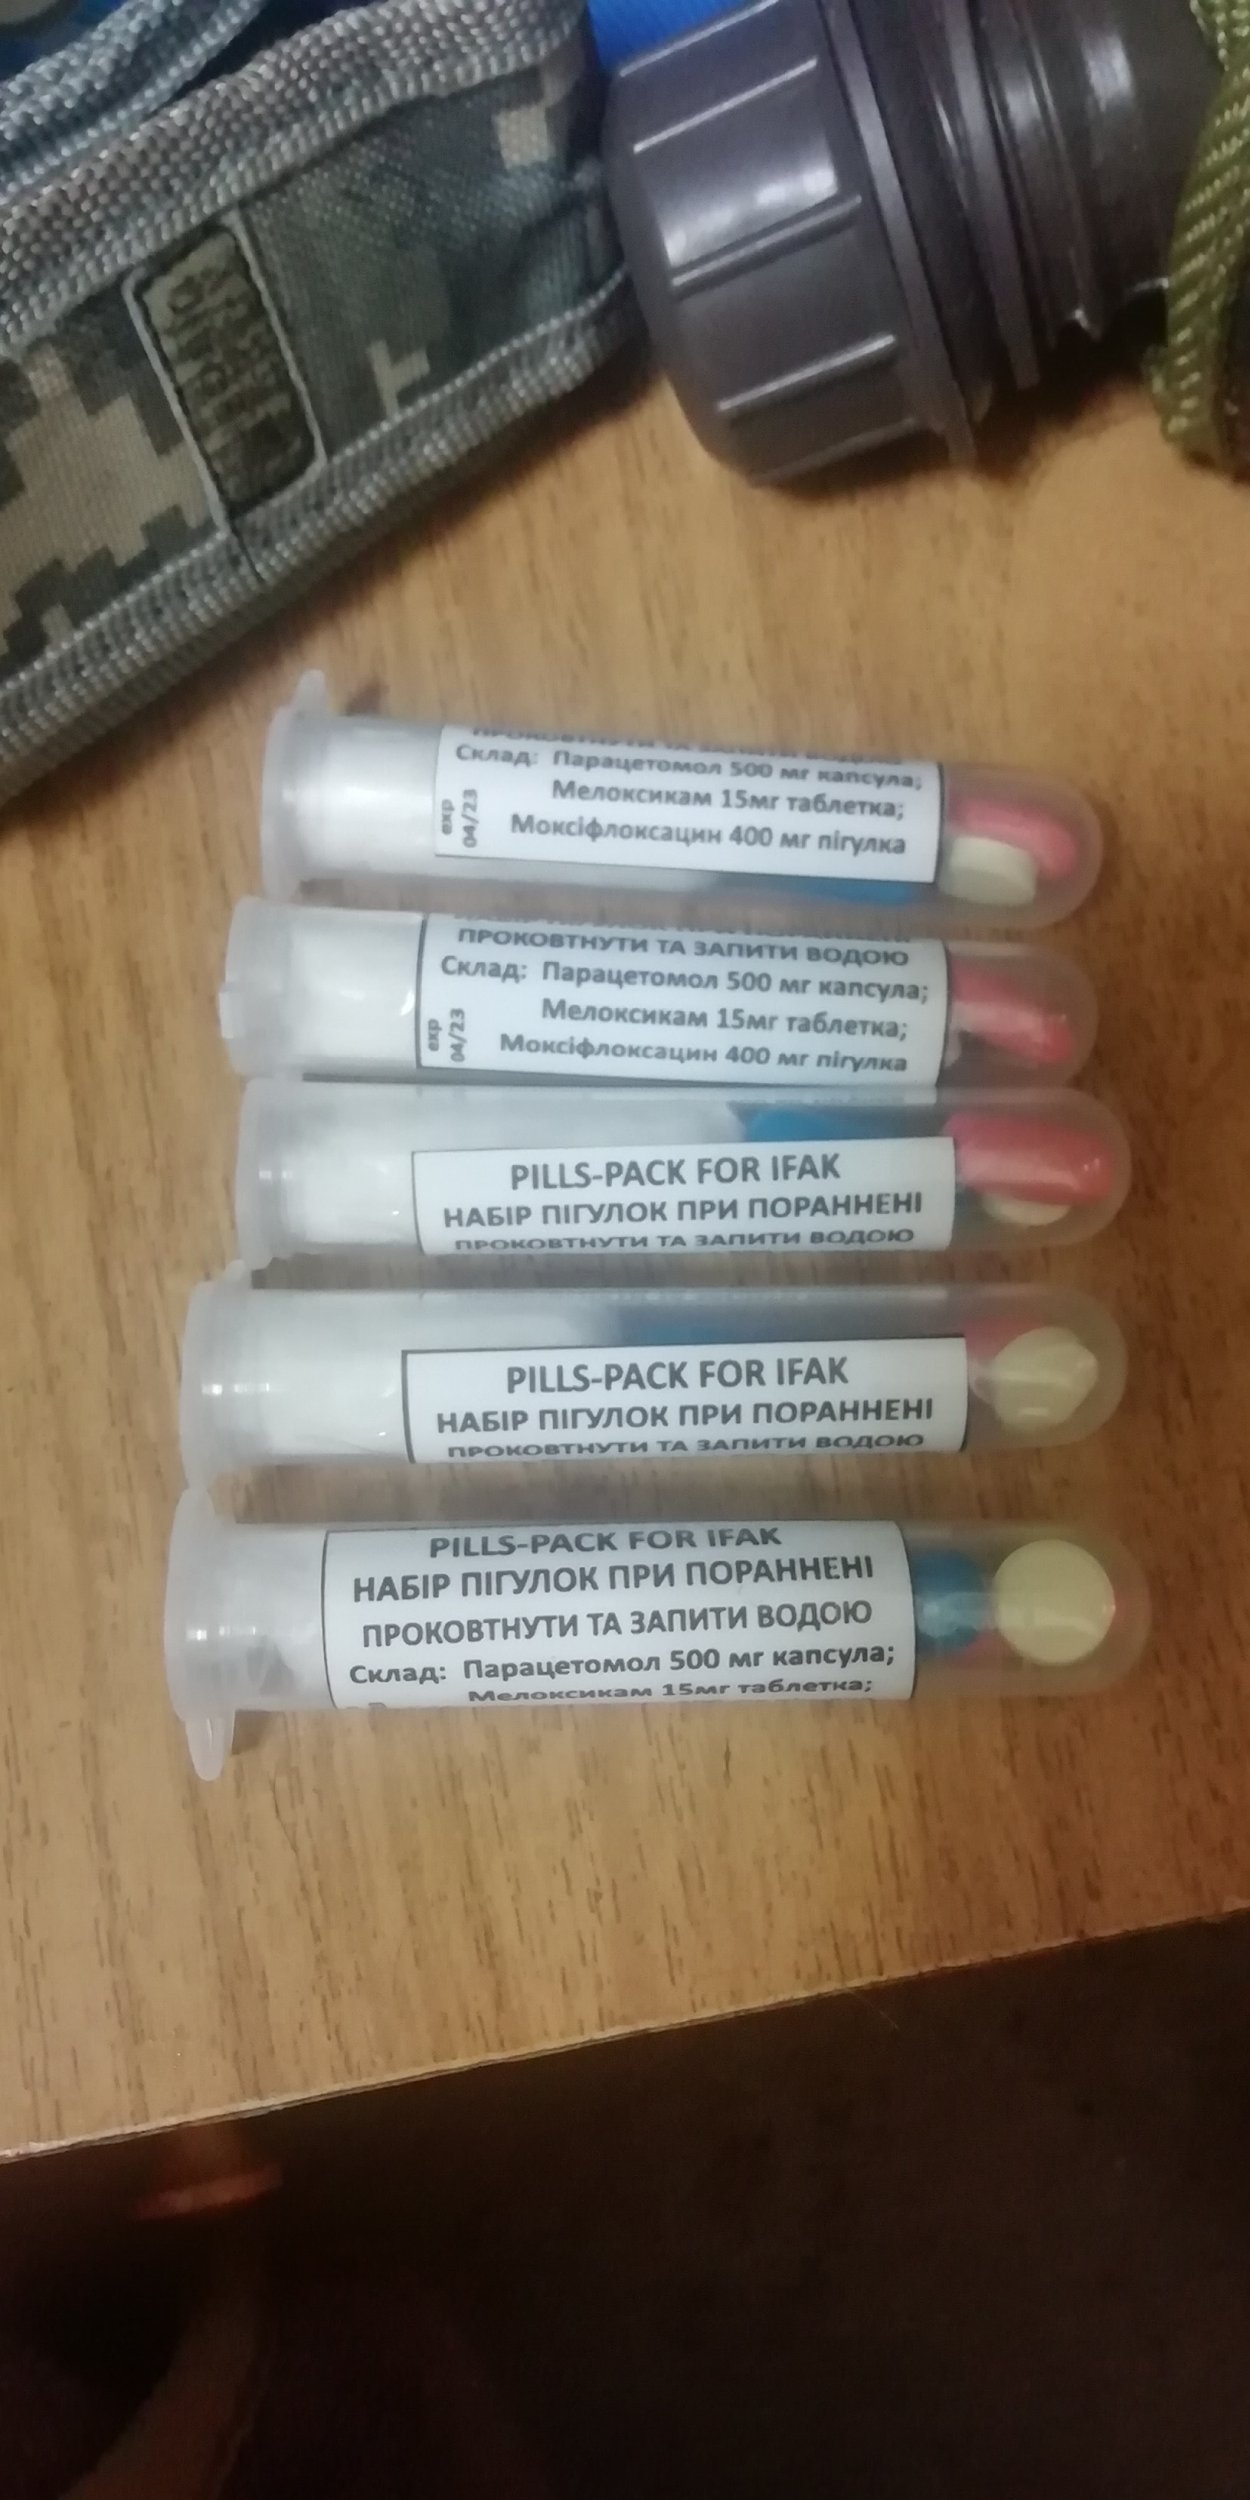 ПРОКОВТНУТИ ТА ЗАПИТИ ВОДОЮ
Склад: Парацетомол 500 мг капсула;
Мелоксикам 15мг таблетка;
Моксіфлоксацин 400 мг пігулка
exp
04/23
ПРОКОВТНУТИ ТА ЗАПИТИ ВОДОЮ
Склад: Парацетомол 500 мг капсула;
Мелоксикам 15мг таблетка;
Моксіфлоксацин 400 мг пігулка
exp
04/23
PILLS-PACK FOR IFAK
НАБІР ПІГУЛОК ПРИ ПОРАННЕНІ
ПРОКОВТНУТИ ТА ЗАПИТИ ВОДОЮ
PILLS-PACK FOR IFAK
НАБІР ПІГУЛОК ПРИ ПОРАННЕНІ
ПРОКОВТНУТИ ТА ЗАПИТИ ВОДОЮ
PILLS-PACK FOR IFAK
НАБІР ПІГУЛОК ПРИ ПОРАННЕНІ
ПРОКОВТНУТИ ТА ЗАПИТИ ВОДОЮ
Склад: Парацетомол 500 мг капсула;
Мелоксикам 15мг таблетка;